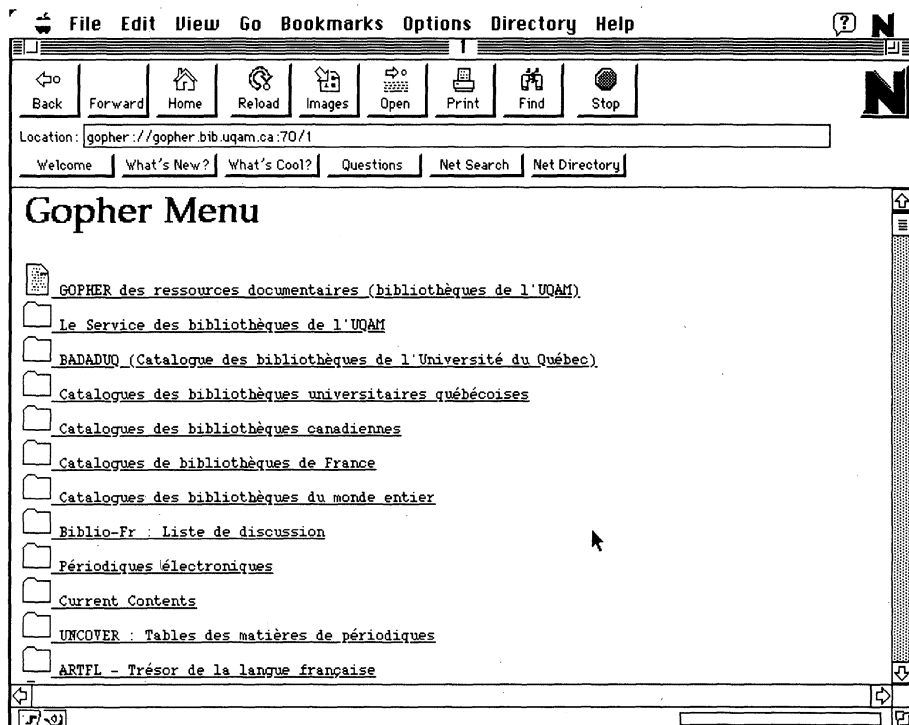 File Edit View Go Bookmarks Options Directory Help ? N
1
Back Forward Home Reload Images Open Print Find Stop N
Location: gopher://gopher.bib.uqam.ca:70/1
Welcome What's New? What's Cool? Questions Net Search Net Directory
Gopher Menu
GOPHER des ressources documentaires (bibliothèques de l'UQAM)
Le Service des bibliothèques de l'UQAM
BADADUQ (Catalogue des bibliothèques de l'Université du Québec)
Catalogues des bibliothèques universitaires québécoises
Catalogues des bibliothèques canadiennes
Catalogues de bibliothèques de France
Catalogues des bibliothèques du monde entier
Biblio-Fr : Liste de discussion
Périodiques électroniques
Current Contents
UNCOVER : Tables des matières de périodiques
ARTFL - Trésor de la langue française